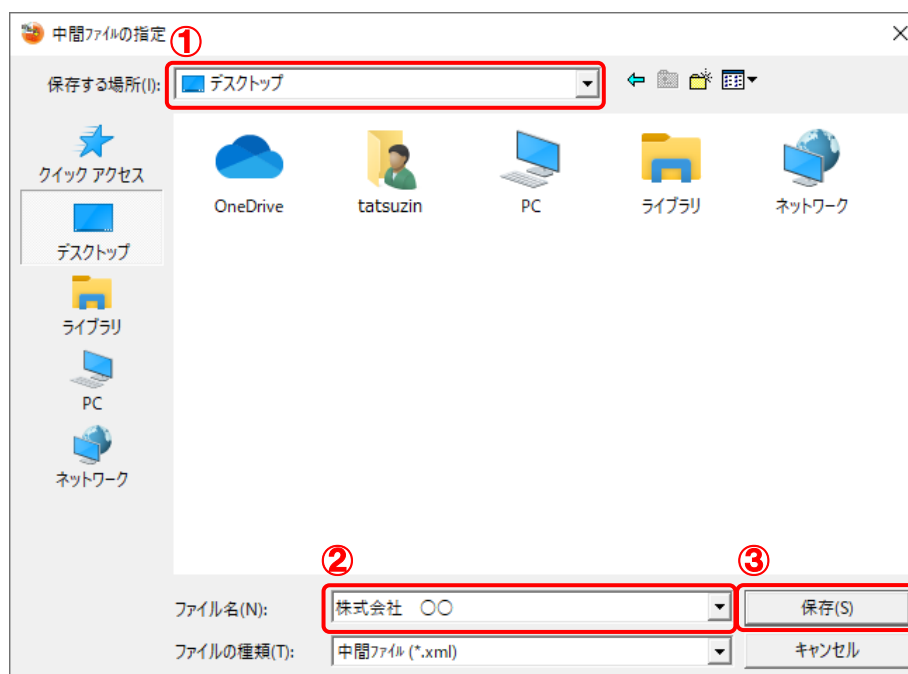 中間ﾌｧｲﾙの指定
①
保存する場所(I):
デスクトップ
クイック アクセス
デスクトップ
ライブラリ
PC
ネットワーク
OneDrive
tatsuzin
PC
ライブラリ
ネットワーク
②
③
ファイル名(N):
株式会社　〇〇
保存(S)
ファイルの種類(T):
中間ﾌｧｲﾙ (*.xml)
キャンセル